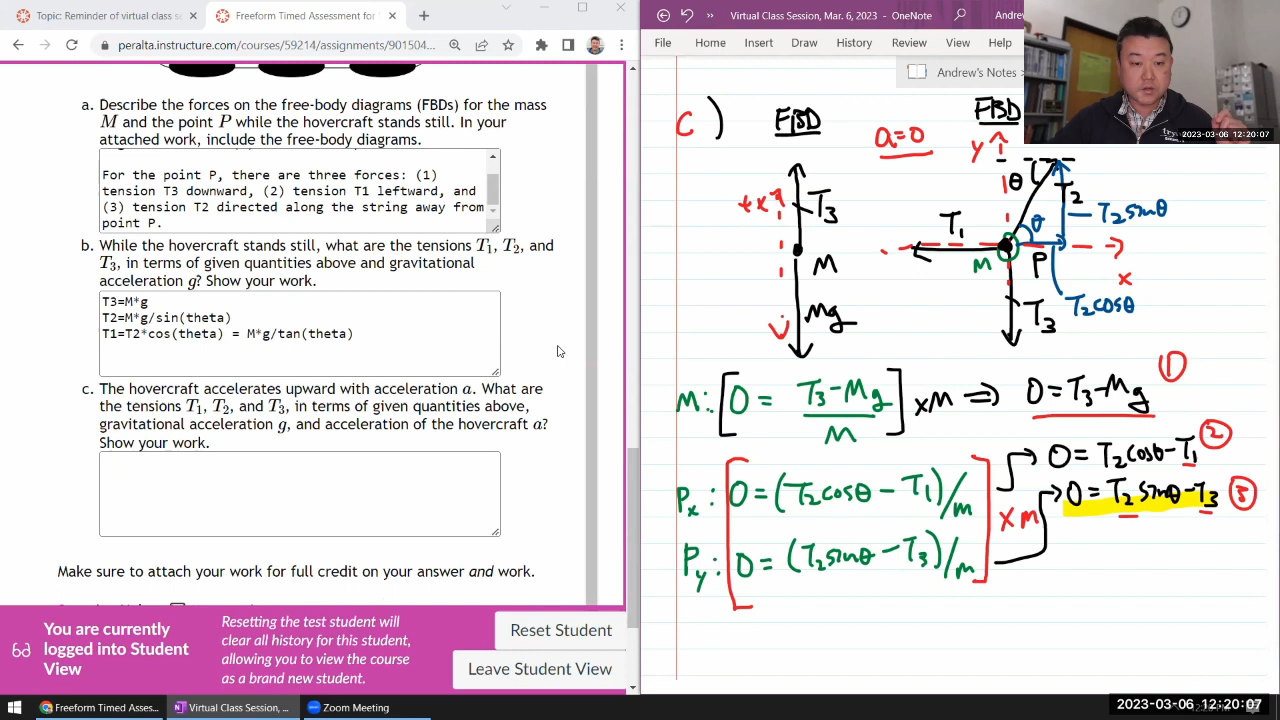 Topic: Reminder of virtual class s
Freeform Timed Assessment for
peralta.instructure.com/courses/59214/assignments/901504...
a. Describe the forces on the free-body diagrams (FBDs) for the mass
M and the point P while the hovercraft stands still. In your
attached work, include the free-body diagrams.
For the point P, there are three forces: (1)
tension T3 downward, (2) tension T1 leftward, and
(3) tension T2 directed along the string away from
point P.
b. While the hovercraft stands still, what are the tensions T₁, T₂, and
T₃, in terms of given quantities above and gravitational
acceleration g? Show your work.
T3=M*g
T2=M*g/sin(theta)
T1=T2*cos(theta) = M*g/tan(theta)
c. The hovercraft accelerates upward with acceleration a. What are
the tensions T₁, T₂, and T₃, in terms of given quantities above,
gravitational acceleration g, and acceleration of the hovercraft a?
Show your work.
Make sure to attach your work for full credit on your answer and work.
You are currently
logged into Student
View
Resetting the test student will
clear all history for this student,
allowing you to view the course
as a brand new student.
Reset Student
Leave Student View
Virtual Class Session, Mar. 6, 2023 - OneNote
Andre
File Home Insert Draw History Review View Help
Andrew's Notes >
2023-03-06 12:20:07
C )
FBD
FBD
a=0
y
θ
T₂
+x
T₃
T₁
θ
T₂sinθ
M
M
P
x
Mg
T₃
T₂cosθ
M: [0 = T₃-Mg / M] x M ⇒ 0 = T₃-Mg ①
0 = T₂cosθ-T₁ ②
Px: 0 = (T₂cosθ - T₁)/m
0 = T₂sinθ-T₃ ③
x m
Py: 0 = (T₂sinθ - T₃)/m
Freeform Timed Asses...
Virtual Class Session, ...
Zoom Meeting
2023-03-06 12:20:07